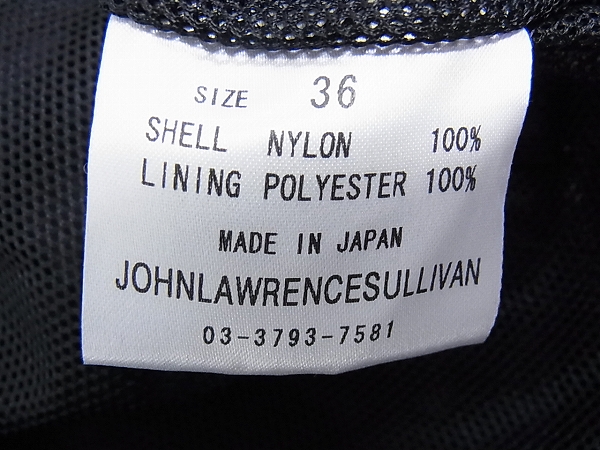 SIZE 36
SHELL NYLON 100%
LINING POLYESTER 100%
MADE IN JAPAN
JOHNLAWRENCESULLIVAN
03-3793-7581